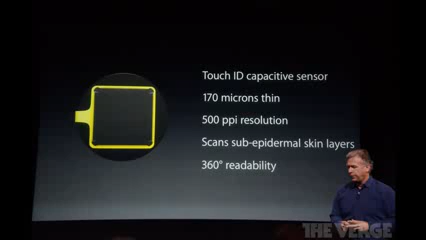 Touch ID capacitive sensor
170 microns thin
500 ppi resolution
Scans sub-epidermal skin layers
360° readability
THE VERGE